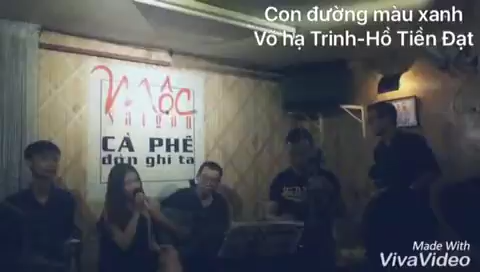 Con đường màu xanh
Võ hạ Trinh-Hồ Tiền Đạt
MỘC
CÀ PHÊ
đờn ghi ta
Made With
VivaVideo